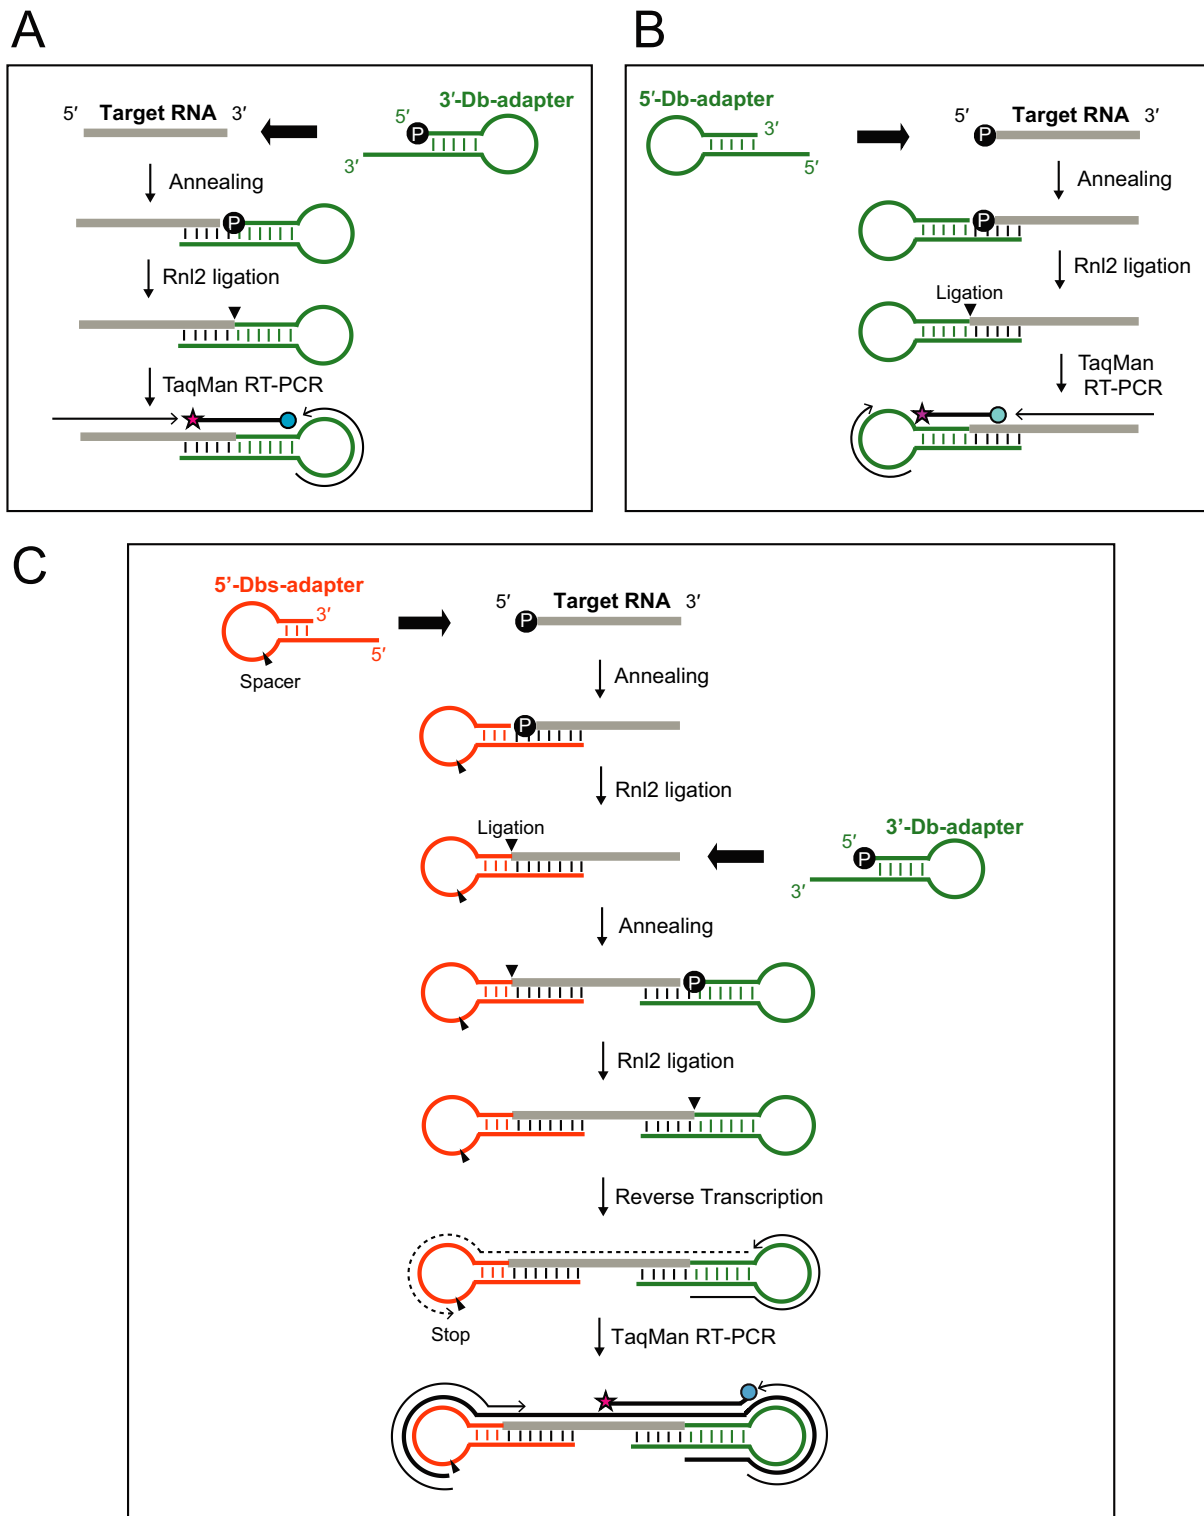 A
5′ Target RNA 3′
3′-Db-adapter
5′
P
3′
Annealing
P
Rnl2 ligation
TaqMan RT-PCR
B
5′-Db-adapter
3′
5′
5′ Target RNA 3′
P
Annealing
P
Rnl2 ligation
Ligation
TaqMan
RT-PCR
C
5’-Dbs-adapter
3′
5′
Spacer
5′ Target RNA 3′
P
Annealing
P
Rnl2 ligation
Ligation
3’-Db-adapter
5′
P
3′
Annealing
P
Rnl2 ligation
Reverse Transcription
Stop
TaqMan RT-PCR